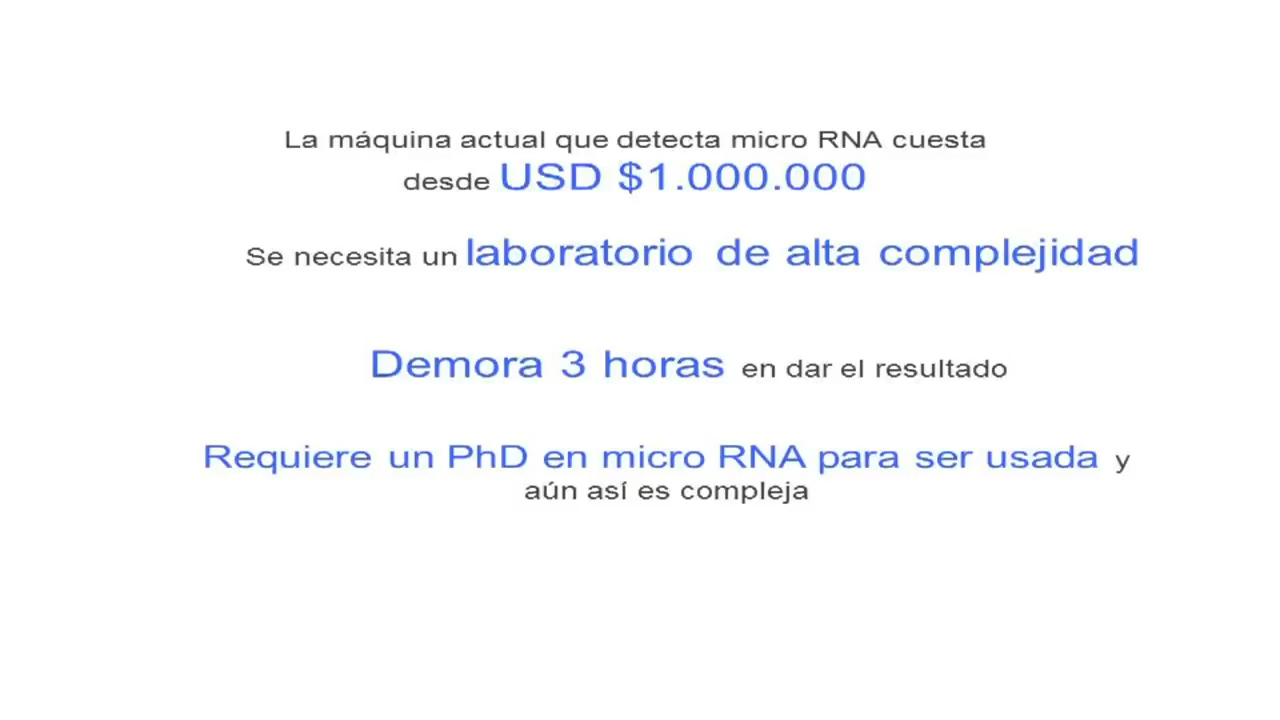 La máquina actual que detecta micro RNA cuesta
desde USD $1.000.000
Se necesita un laboratorio de alta complejidad
Demora 3 horas en dar el resultado
Requiere un PhD en micro RNA para ser usada y
aún así es compleja